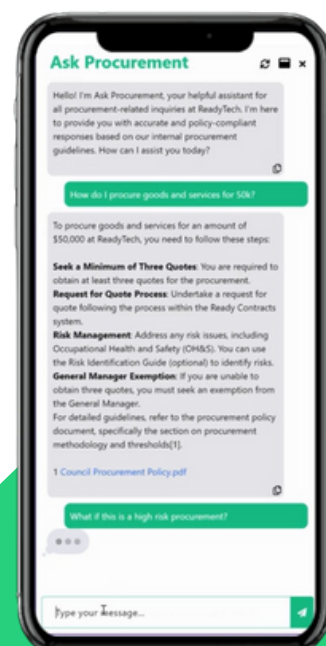 Ask Procurement
Hello! I'm Ask Procurement, your helpful assistant for
all procurement-related inquiries at ReadyTech. I'm here
to provide you with accurate and policy-compliant
responses based on our internal procurement
guidelines. How can I assist you today?
How do I procure goods and services for 50k?
To procure goods and services for an amount of
$50,000 at ReadyTech, you need to follow these steps:
Seek a Minimum of Three Quotes: You are required to
obtain at least three quotes for the procurement.
Request for Quote Process: Undertake a request for
quote following the process within the Ready Contracts
system.
Risk Management: Address any risk issues, including
Occupational Health and Safety (OH&S). You can use
the Risk Identification Guide (optional) to identify risks.
General Manager Exemption: If you are unable to
obtain three quotes, you must seek an exemption from
the General Manager.
For detailed guidelines, refer to the procurement policy
document, specifically the section on procurement
methodology and thresholds[1].
1 Council Procurement Policy.pdf
What if this is a high risk procurement?
Type your message...